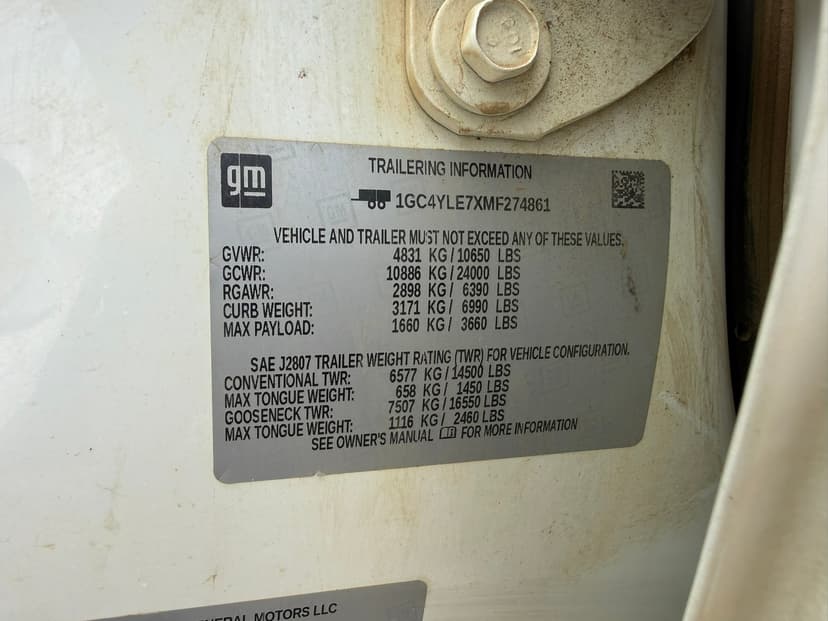 gm
TRAILERING INFORMATION
1GC4YLE7XMF274861
VEHICLE AND TRAILER MUST NOT EXCEED ANY OF THESE VALUES.
GVWR: 4831 KG / 10650 LBS
GCWR: 10886 KG / 24000 LBS
RGAWR: 2898 KG / 6390 LBS
CURB WEIGHT: 3171 KG / 6990 LBS
MAX PAYLOAD: 1660 KG / 3660 LBS
SAE J2807 TRAILER WEIGHT RATING (TWR) FOR VEHICLE CONFIGURATION.
CONVENTIONAL TWR: 6577 KG / 14500 LBS
MAX TONGUE WEIGHT: 658 KG / 1450 LBS
GOOSENECK TWR: 7507 KG / 16550 LBS
MAX TONGUE WEIGHT: 1116 KG / 2460 LBS
SEE OWNER'S MANUAL FOR MORE INFORMATION
MOTORS LLC